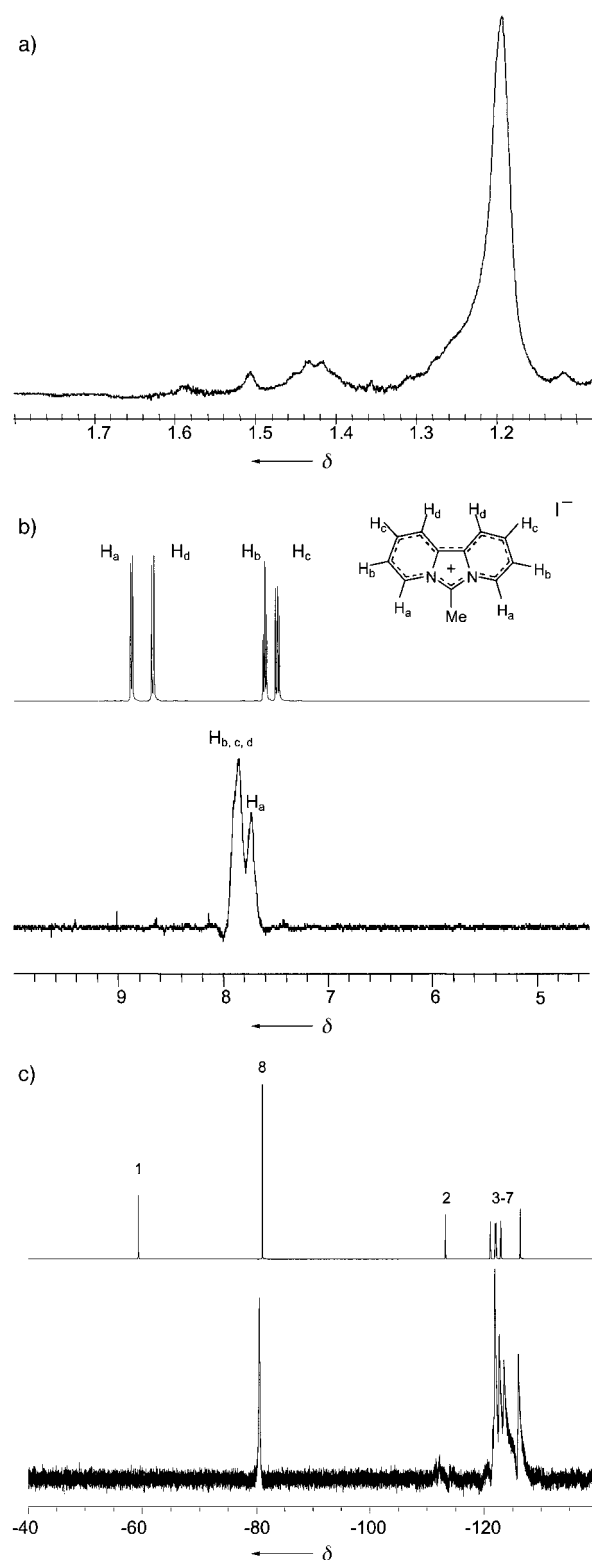 a)
1.7 1.6 1.5 1.4 1.3 1.2
δ
b)
Ha Hd Hb Hc
Hd Hd I−
Hc Hc
Hb + Hb
N N
Ha Ha
Me
Hb, c, d
Ha
9 8 7 6 5
δ
c)
8
1
2 3-7
-40 -60 -80 -100 -120
δ